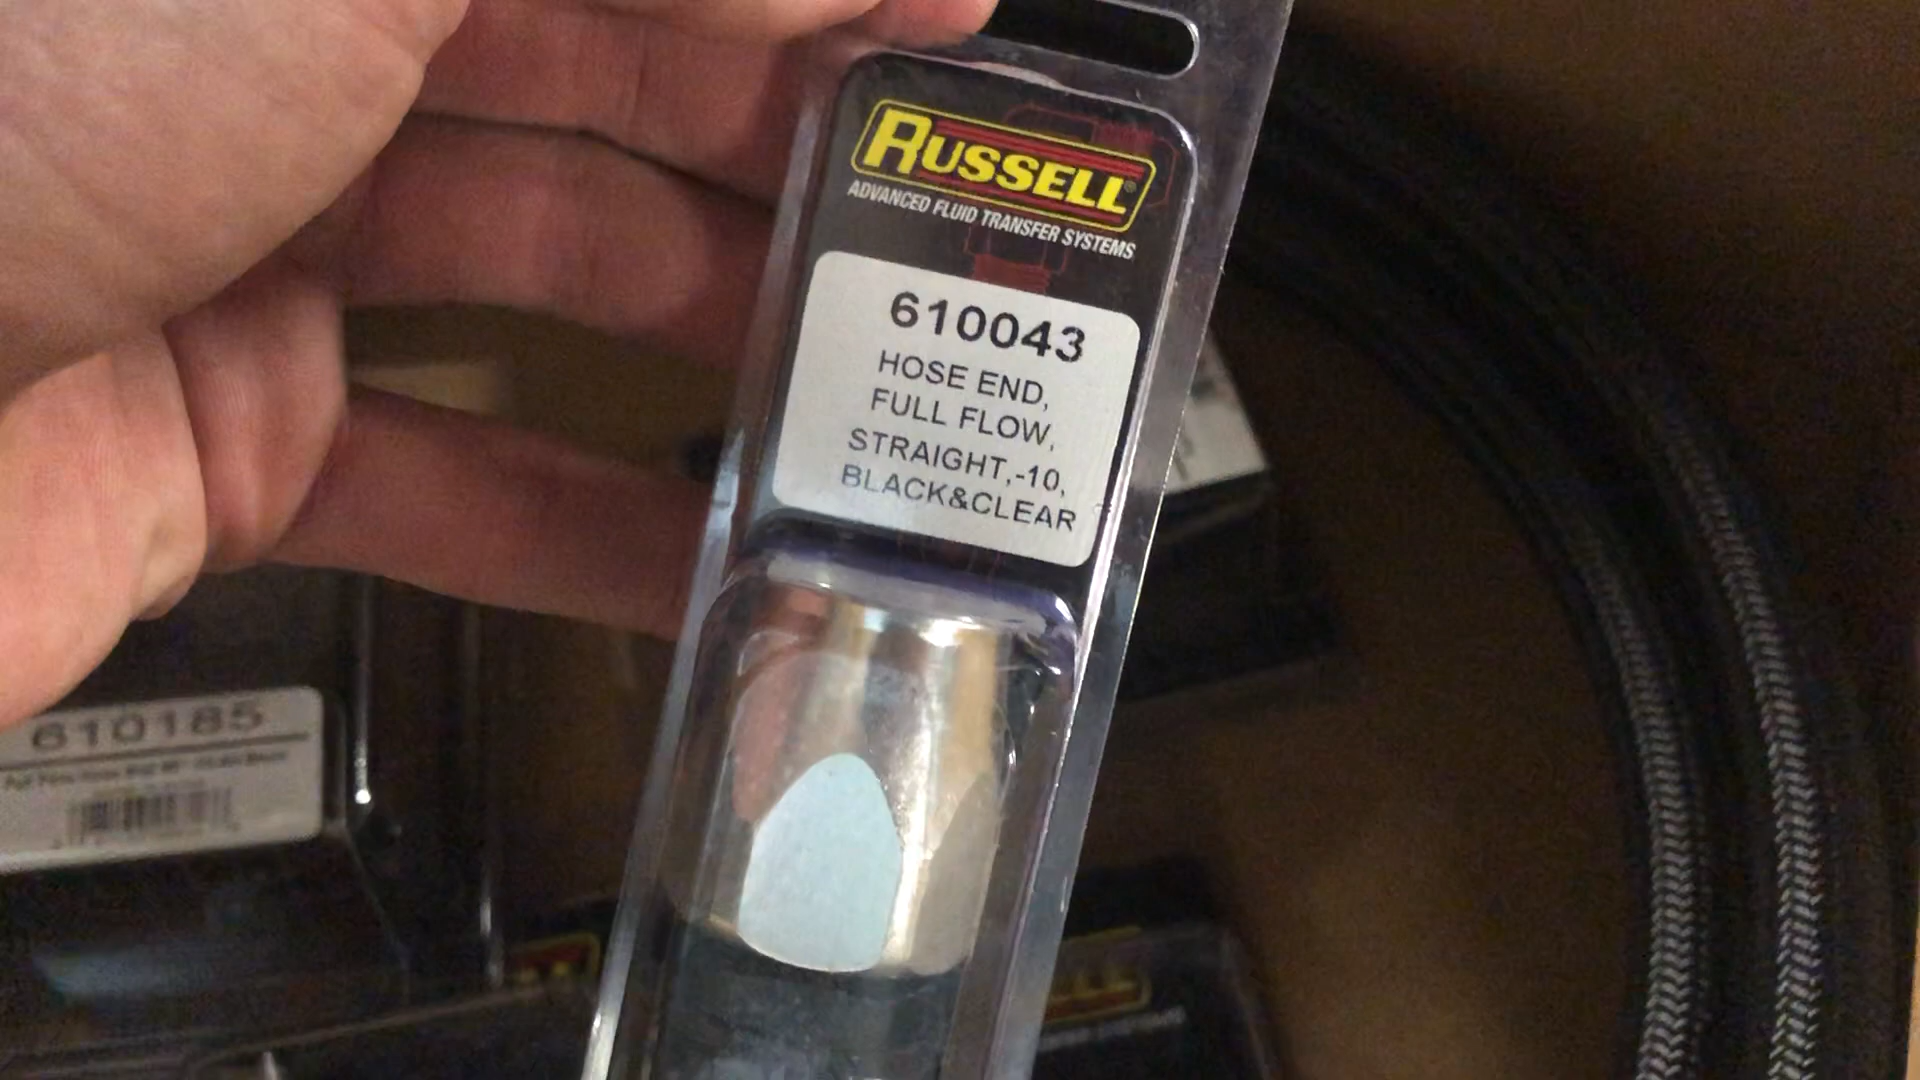 RUSSELL®
ADVANCED FLUID TRANSFER SYSTEMS
610043
HOSE END,
FULL FLOW,
STRAIGHT,-10,
BLACK&CLEAR
610185